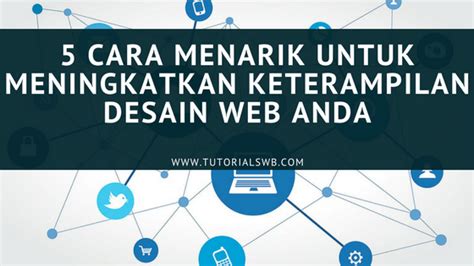 5 CARA MENARIK UNTUK
MENINGKATKAN KETERAMPILAN
DESAIN WEB ANDA
WWW.TUTORIALSWB.COM